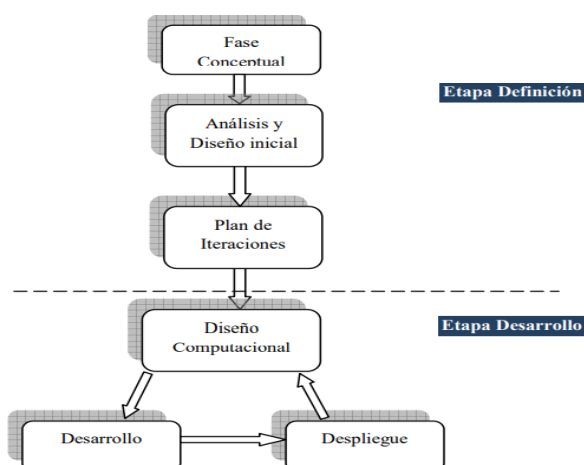 Fase
Conceptual
Etapa Definición
Análisis y
Diseño inicial
Plan de
Iteraciones
Diseño
Computacional
Etapa Desarrollo
Desarrollo
Despliegue